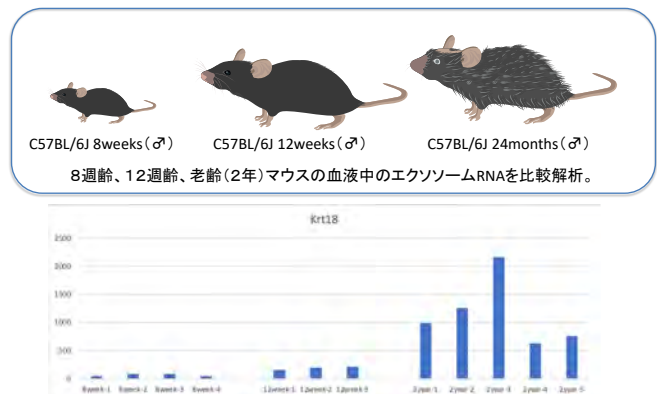 C57BL/6J 8weeks(♂)
C57BL/6J 12weeks(♂)
C57BL/6J 24months(♂)
8週齢、12週齢、老齢(2年)マウスの血液中のエクソソームRNAを比較解析。
Krt18
2500
2000
1500
1000
500
0
8week-1 8week-2 8week-3 8week-4 12week-1 12week-2 12week-3 2year-1 2year-2 2year-3 2year-4 2year-5